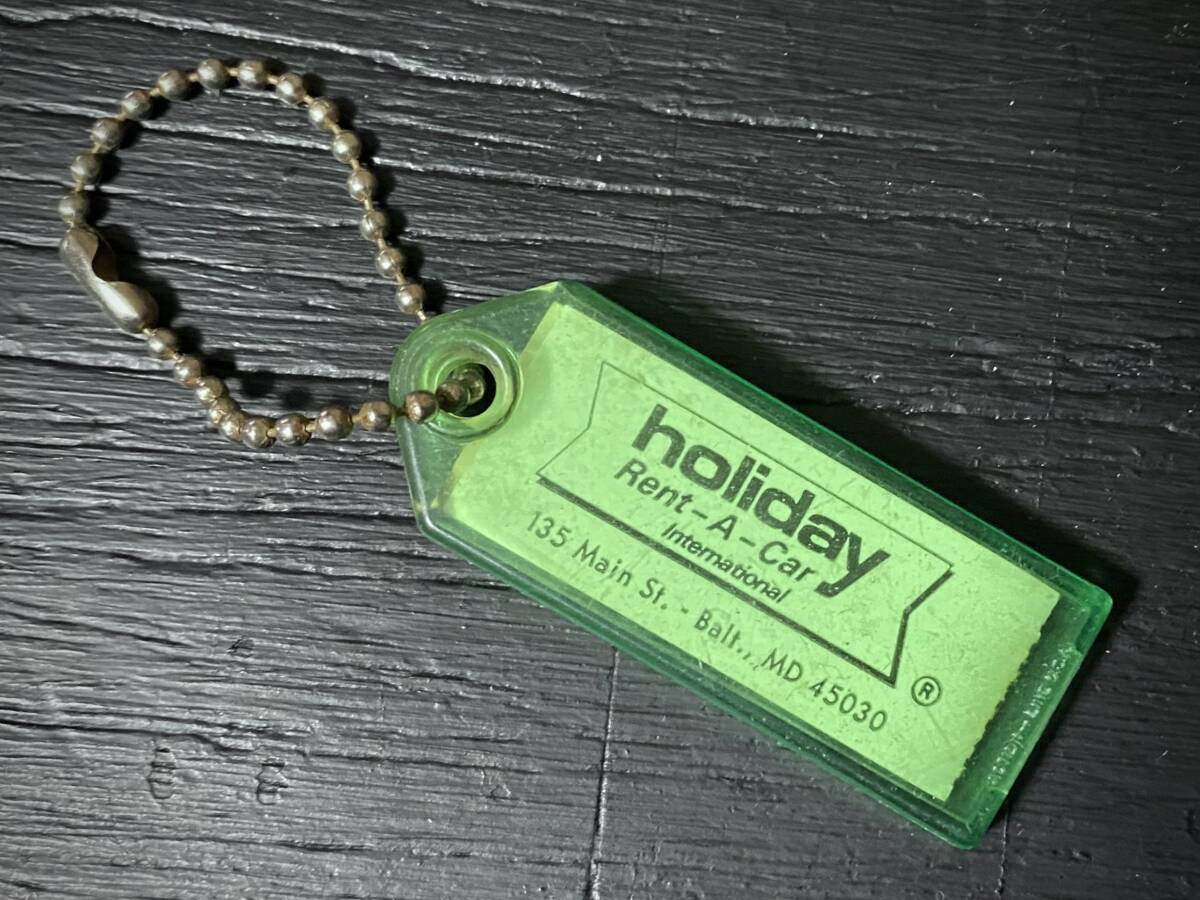 holiday
Rent-A-Car
International
135 Main St. - Balt., MD 45030
®